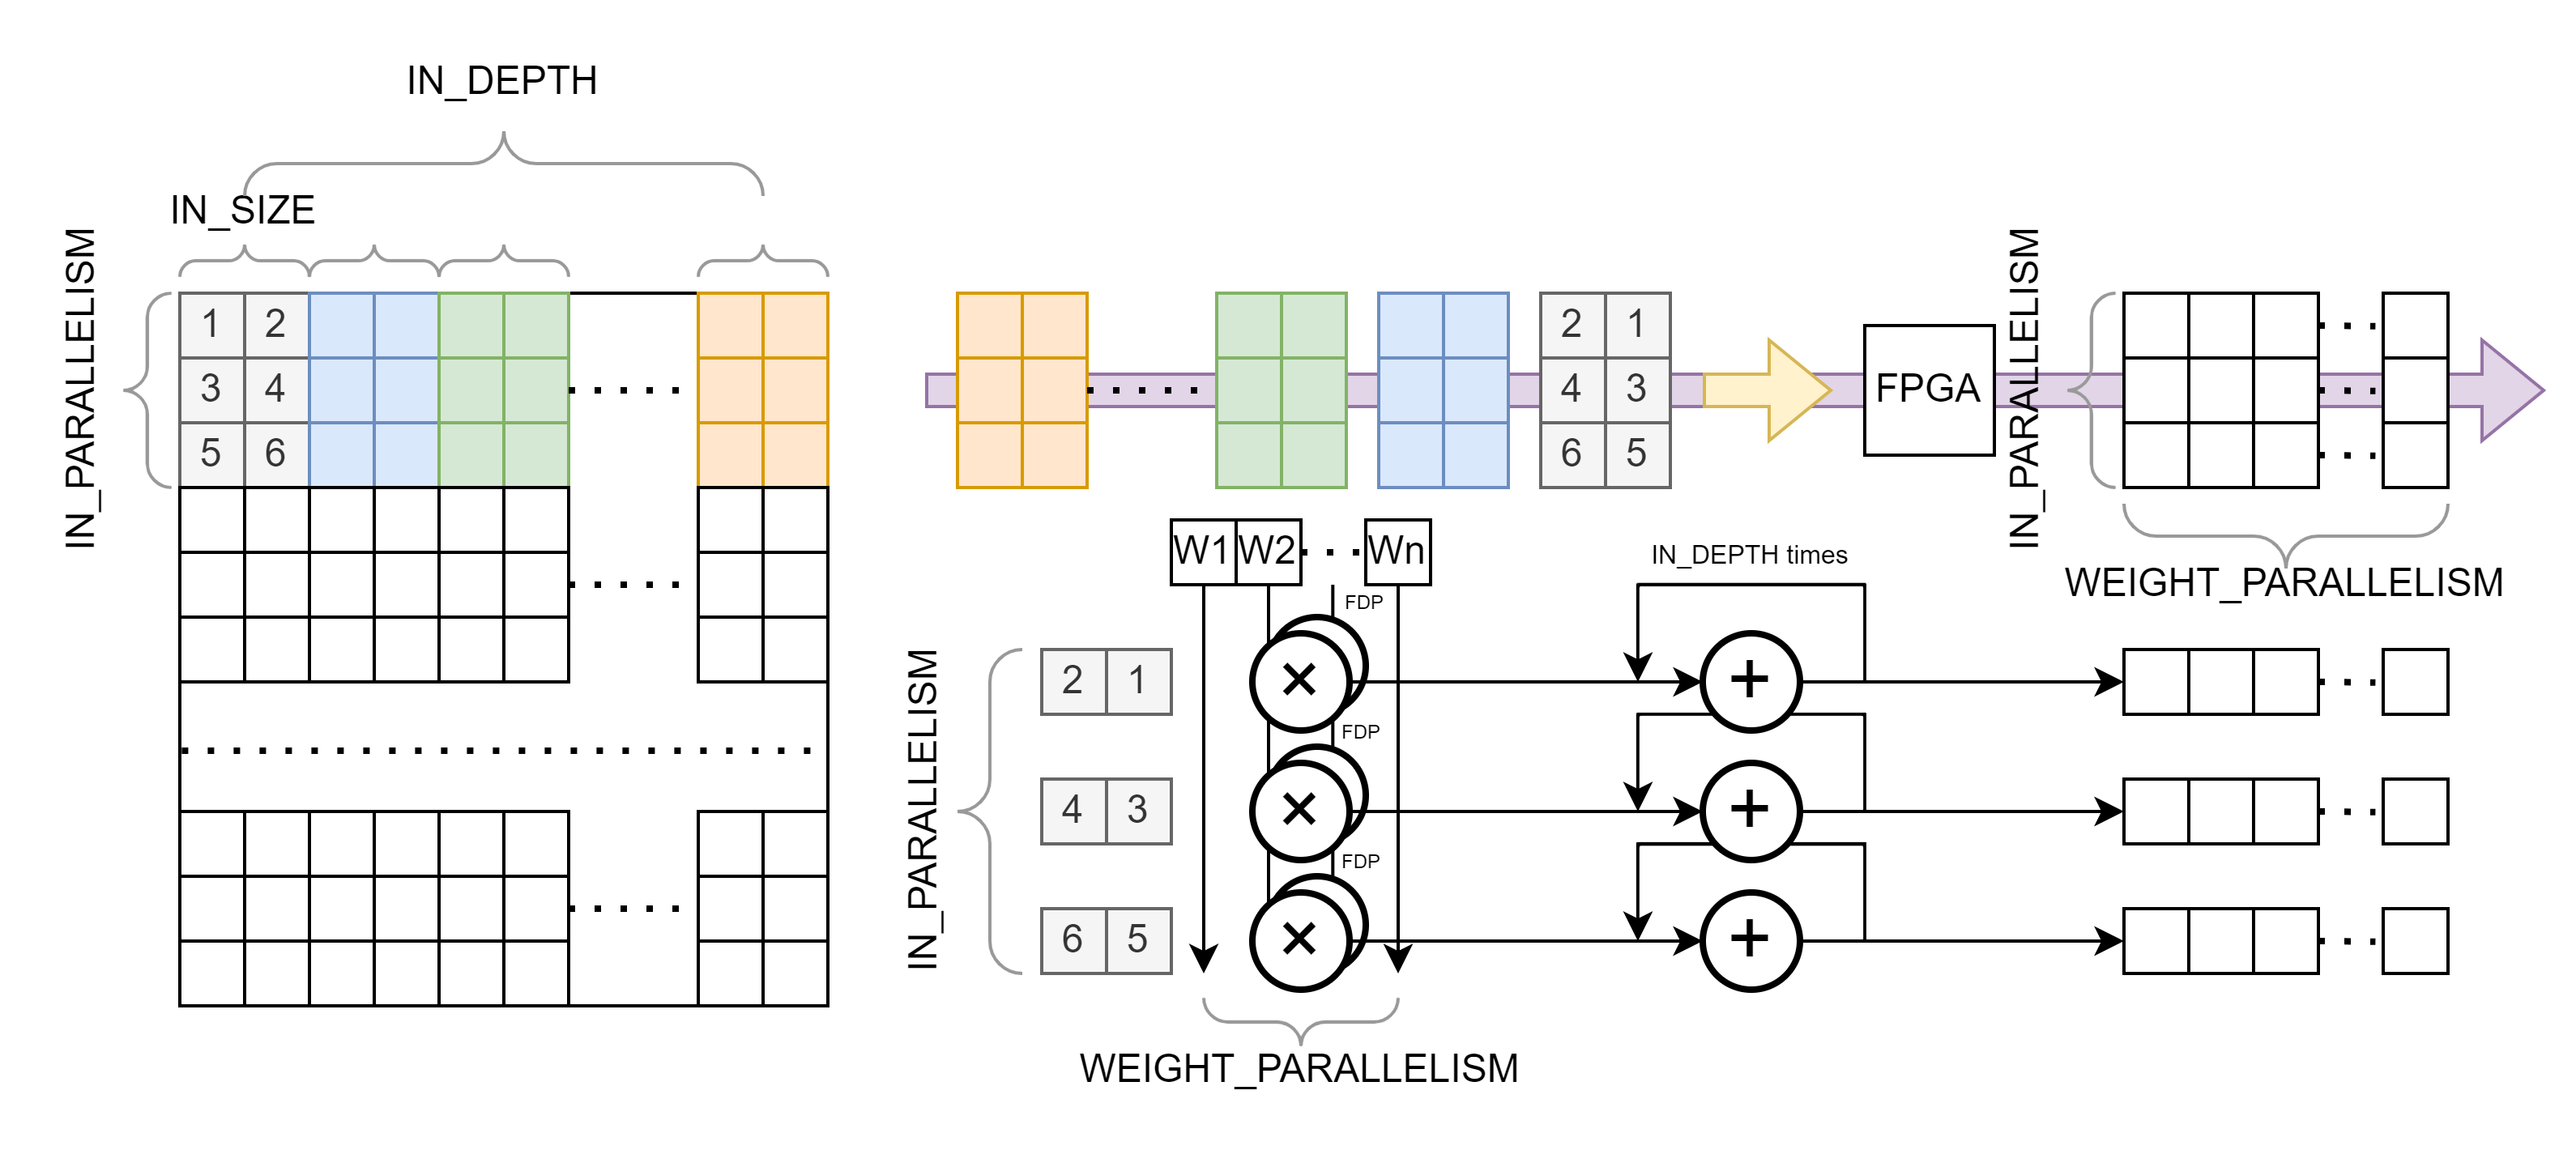 IN_DEPTH
IN_SIZE
IN_PARALLELISM
1 2
3 4
5 6
2 1
4 3
6 5
FPGA
IN_PARALLELISM
WEIGHT_PARALLELISM
W1 W2 Wn
IN_DEPTH times
FDP
IN_PARALLELISM
2 1
×
+
FDP
4 3
×
+
FDP
6 5
×
+
WEIGHT_PARALLELISM